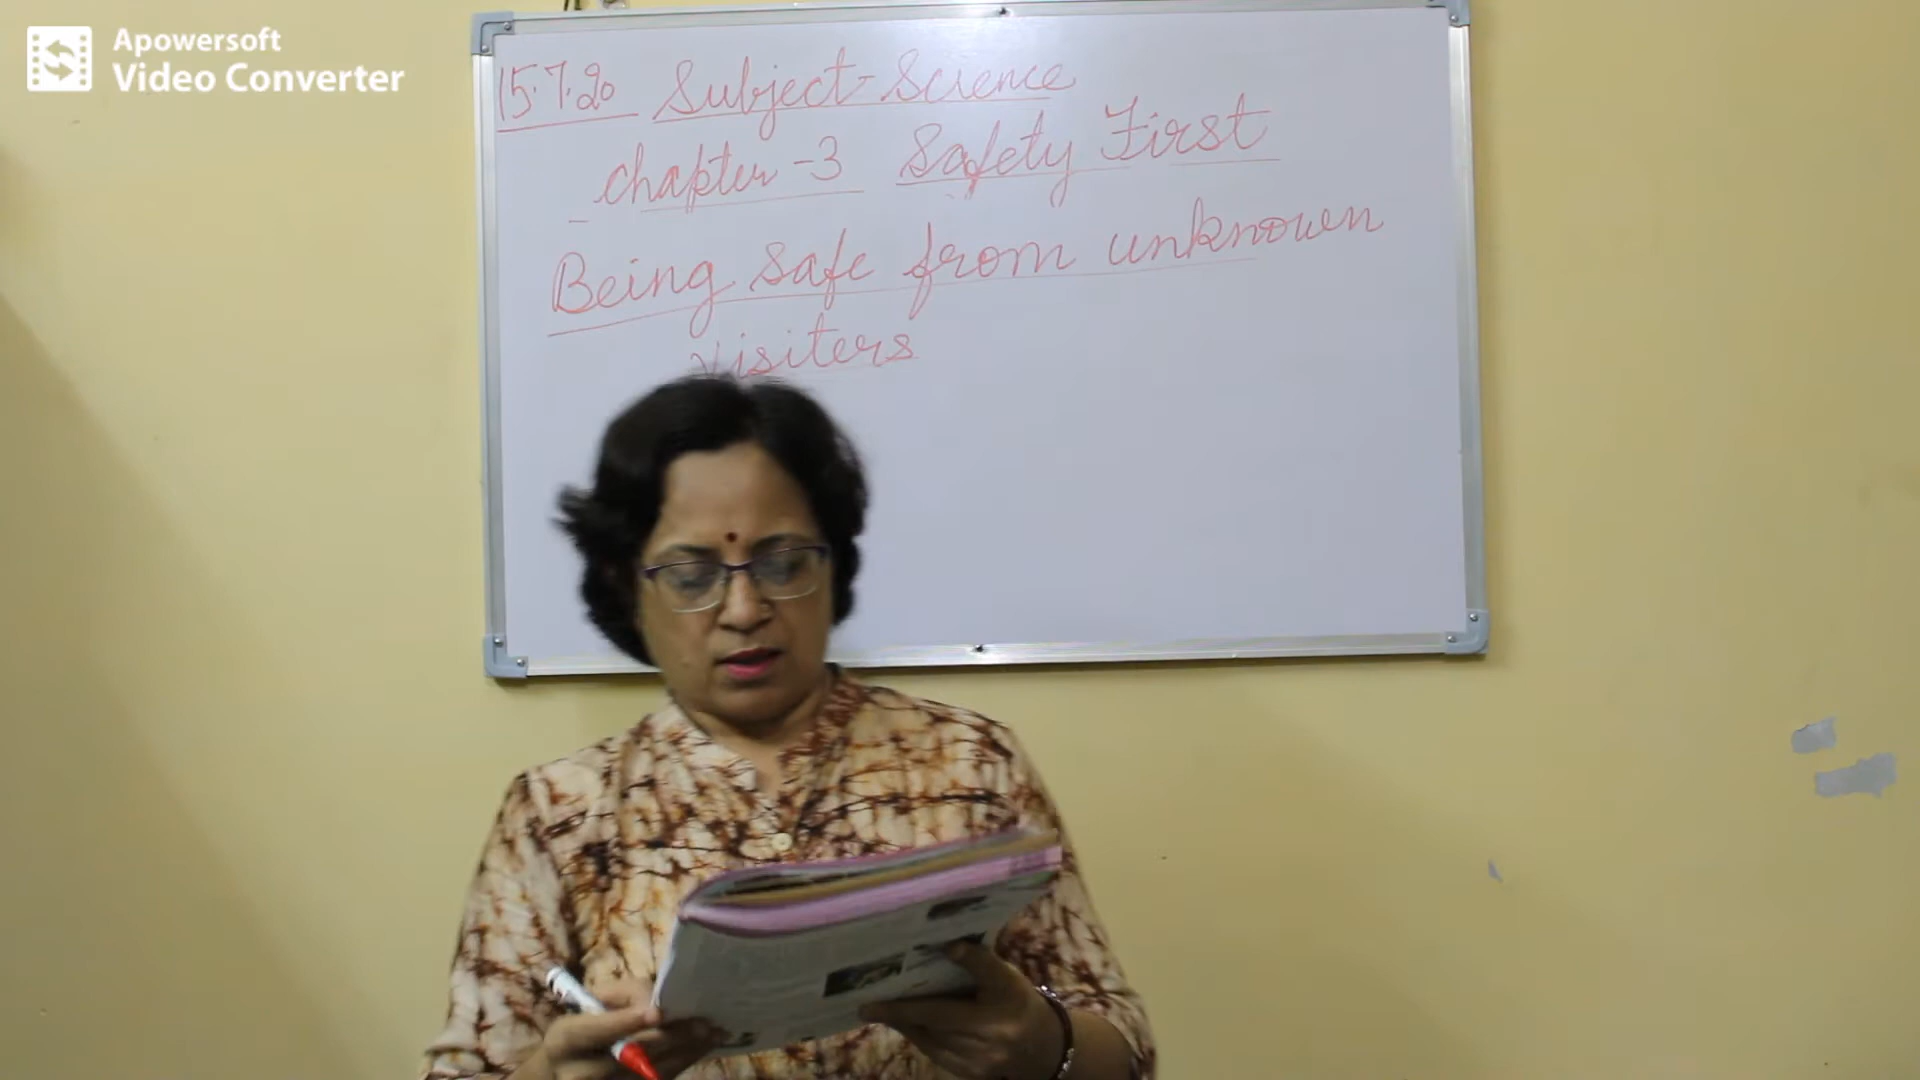 Apowersoft
Video Converter
15.7.20 Subject-Science
chapter-3 Safety First
Being safe from unknown
visiters